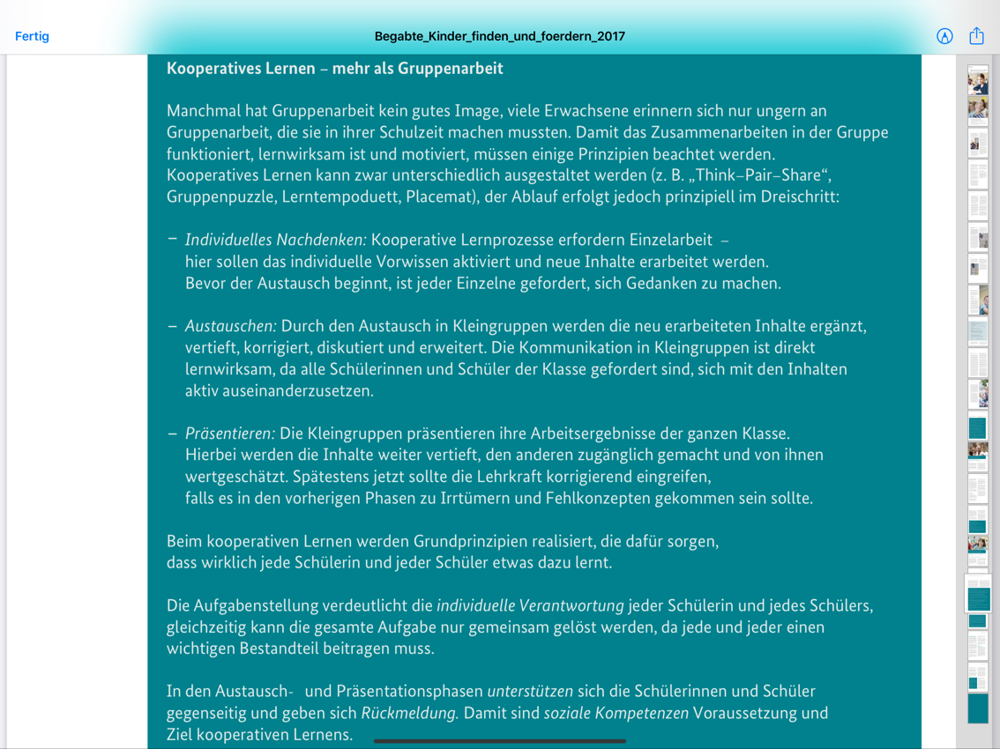 Fertig
Begabte_Kinder_finden_und_foerdern_2017
Kooperatives Lernen – mehr als Gruppenarbeit
Manchmal hat Gruppenarbeit kein gutes Image, viele Erwachsene erinnern sich nur ungern an
Gruppenarbeit, die sie in ihrer Schulzeit machen mussten. Damit das Zusammenarbeiten in der Gruppe
funktioniert, lernwirksam ist und motiviert, müssen einige Prinzipien beachtet werden.
Kooperatives Lernen kann zwar unterschiedlich ausgestaltet werden (z. B. „Think–Pair–Share“,
Gruppenpuzzle, Lerntempoduett, Placemat), der Ablauf erfolgt jedoch prinzipiell im Dreischritt:
– Individuelles Nachdenken: Kooperative Lernprozesse erfordern Einzelarbeit –
hier sollen das individuelle Vorwissen aktiviert und neue Inhalte erarbeitet werden.
Bevor der Austausch beginnt, ist jeder Einzelne gefordert, sich Gedanken zu machen.
– Austauschen: Durch den Austausch in Kleingruppen werden die neu erarbeiteten Inhalte ergänzt,
vertieft, korrigiert, diskutiert und erweitert. Die Kommunikation in Kleingruppen ist direkt
lernwirksam, da alle Schülerinnen und Schüler der Klasse gefordert sind, sich mit den Inhalten
aktiv auseinanderzusetzen.
– Präsentieren: Die Kleingruppen präsentieren ihre Arbeitsergebnisse der ganzen Klasse.
Hierbei werden die Inhalte weiter vertieft, den anderen zugänglich gemacht und von ihnen
wertgeschätzt. Spätestens jetzt sollte die Lehrkraft korrigierend eingreifen,
falls es in den vorherigen Phasen zu Irrtümern und Fehlkonzepten gekommen sein sollte.
Beim kooperativen Lernen werden Grundprinzipien realisiert, die dafür sorgen,
dass wirklich jede Schülerin und jeder Schüler etwas dazu lernt.
Die Aufgabenstellung verdeutlicht die individuelle Verantwortung jeder Schülerin und jedes Schülers,
gleichzeitig kann die gesamte Aufgabe nur gemeinsam gelöst werden, da jede und jeder einen
wichtigen Bestandteil beitragen muss.
In den Austausch- und Präsentationsphasen unterstützen sich die Schülerinnen und Schüler
gegenseitig und geben sich Rückmeldung. Damit sind soziale Kompetenzen Voraussetzung und
Ziel kooperativen Lernens.